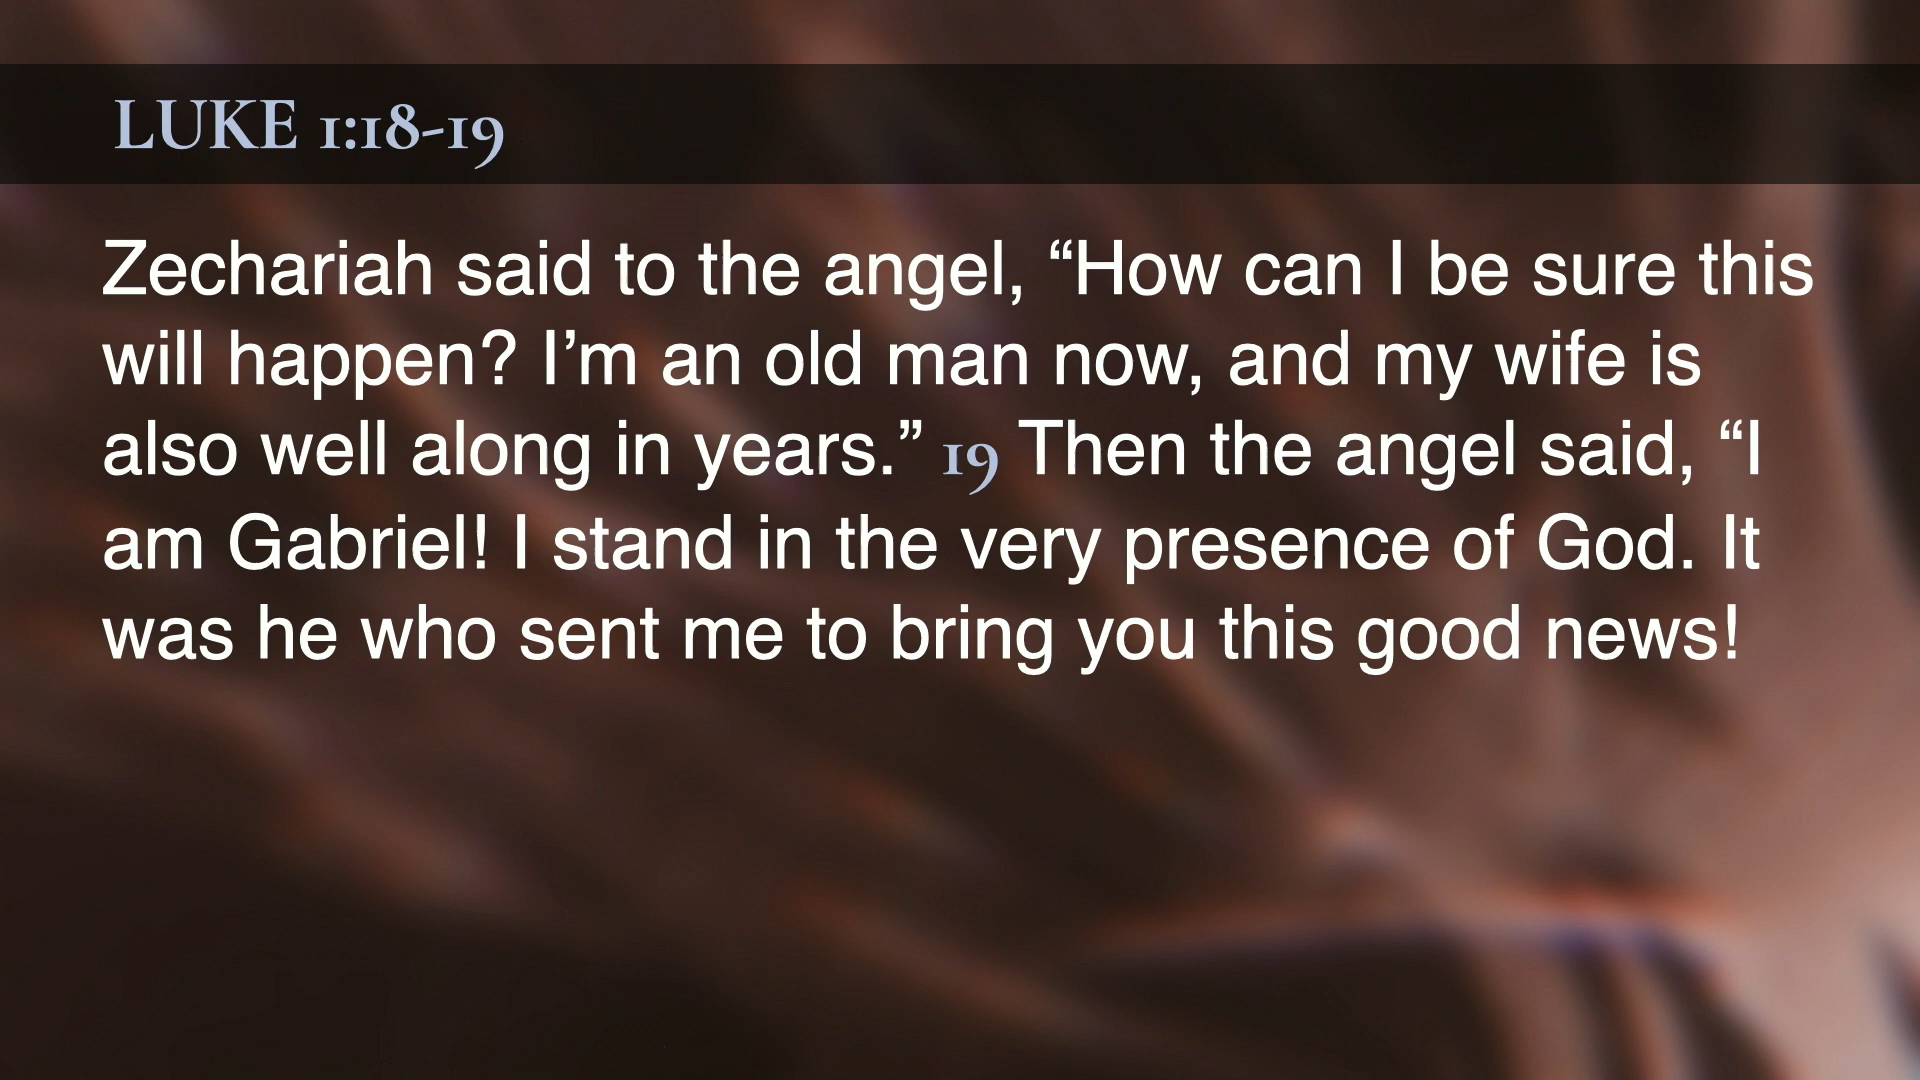 LUKE 1:18-19
Zechariah said to the angel, “How can I be sure this
will happen? I’m an old man now, and my wife is
also well along in years.” 19 Then the angel said, “I
am Gabriel! I stand in the very presence of God. It
was he who sent me to bring you this good news!